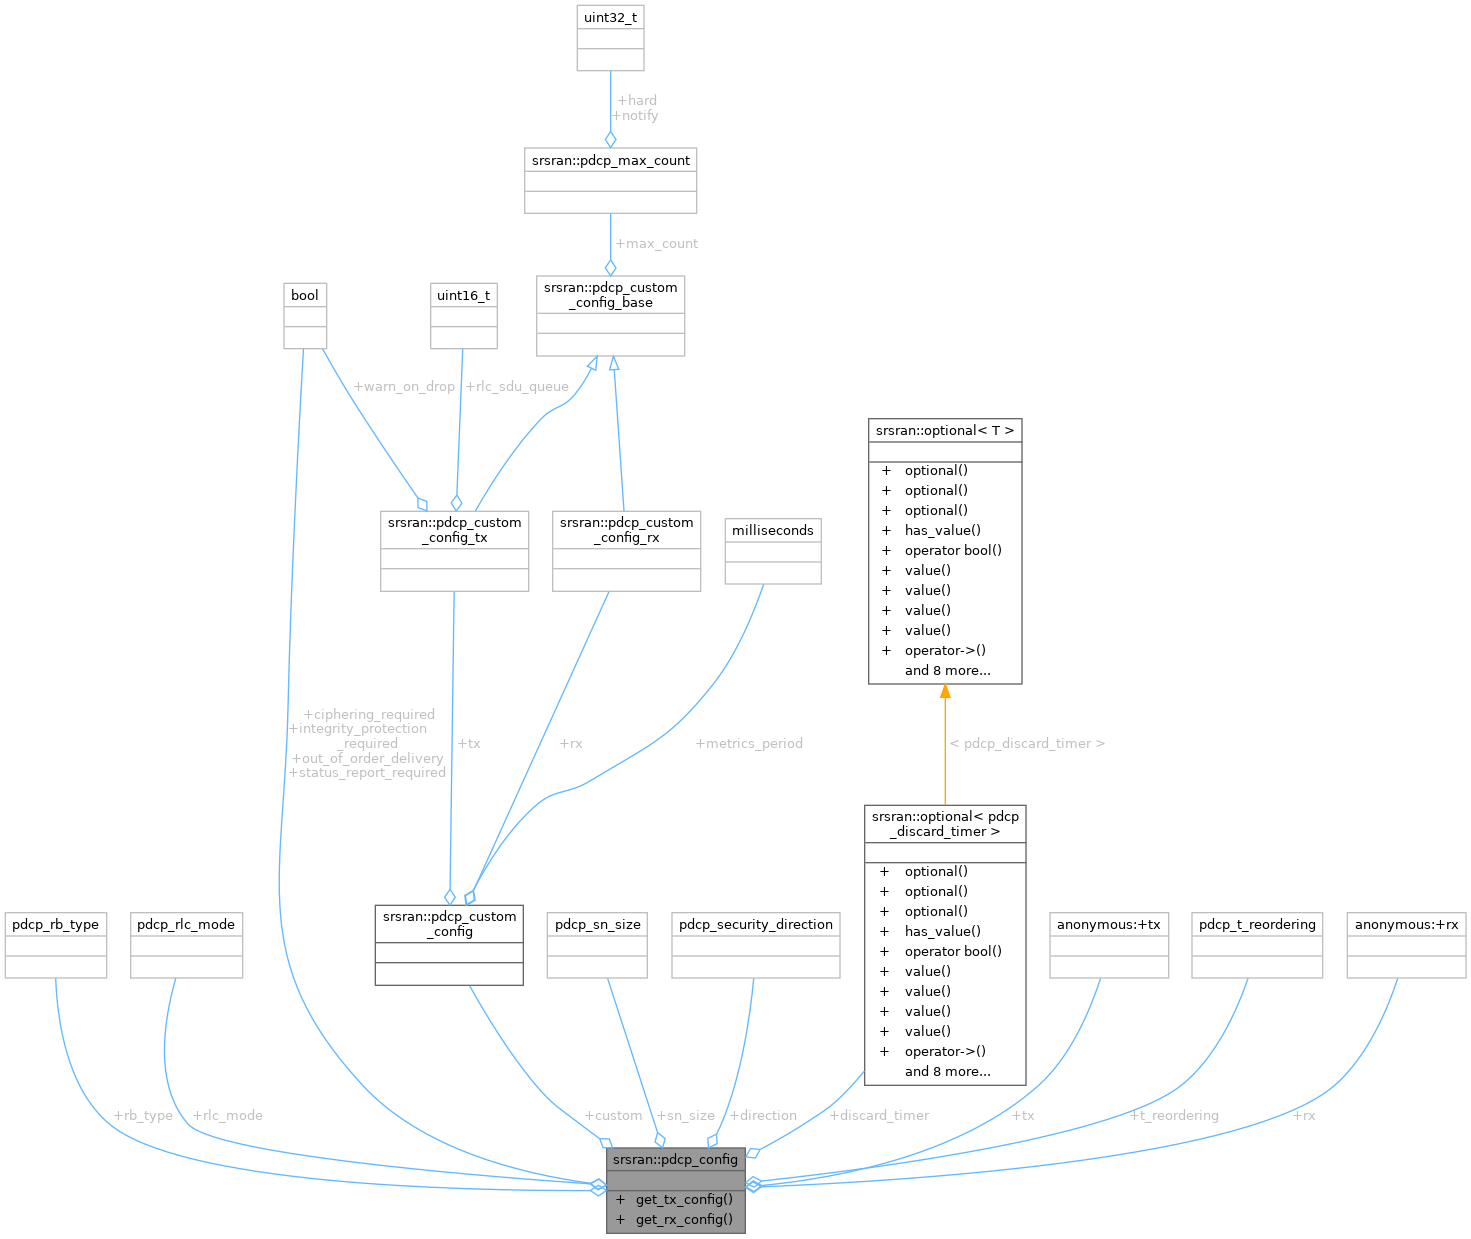 uint32_t
+hard
+notify
srsran::pdcp_max_count
+max_count
srsran::pdcp_custom
_config_base
bool
uint16_t
+warn_on_drop
+rlc_sdu_queue
srsran::optional< T >
+ optional()
+ optional()
+ optional()
+ has_value()
+ operator bool()
+ value()
+ value()
+ value()
+ value()
+ operator->()
and 8 more...
srsran::pdcp_custom
_config_tx
srsran::pdcp_custom
_config_rx
milliseconds
+ciphering_required
+integrity_protection
_required
+out_of_order_delivery
+status_report_required
+tx
+rx
+metrics_period
< pdcp_discard_timer >
srsran::optional< pdcp
_discard_timer >
+ optional()
+ optional()
+ optional()
+ has_value()
+ operator bool()
+ value()
+ value()
+ value()
+ value()
+ operator->()
and 8 more...
pdcp_rb_type
pdcp_rlc_mode
srsran::pdcp_custom
_config
pdcp_sn_size
pdcp_security_direction
anonymous:+tx
pdcp_t_reordering
anonymous:+rx
+rb_type
+rlc_mode
+custom
+sn_size
+direction
+discard_timer
+tx
+t_reordering
+rx
srsran::pdcp_config
+ get_tx_config()
+ get_rx_config()